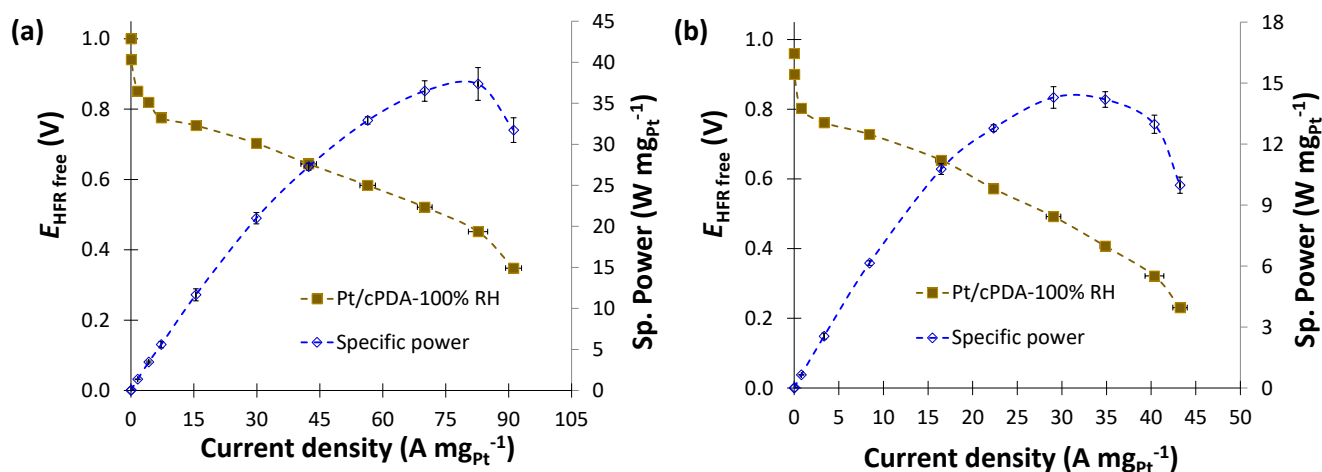 (a)
1.0
0.8
0.6
0.4
0.2
0.0
E_HFR free (V)
45
40
35
30
25
20
15
10
5
0
Sp. Power (W mg_Pt^-1)
Pt/cPDA-100% RH
Specific power
0 15 30 45 60 75 90 105
Current density (A mg_Pt^-1)
(b)
1.0
0.8
0.6
0.4
0.2
0.0
E_HFR free (V)
18
15
12
9
6
3
0
Sp. Power (W mg_Pt^-1)
Pt/cPDA-100% RH
Specific power
0 5 10 15 20 25 30 35 40 45 50
Current density (A mg_Pt^-1)